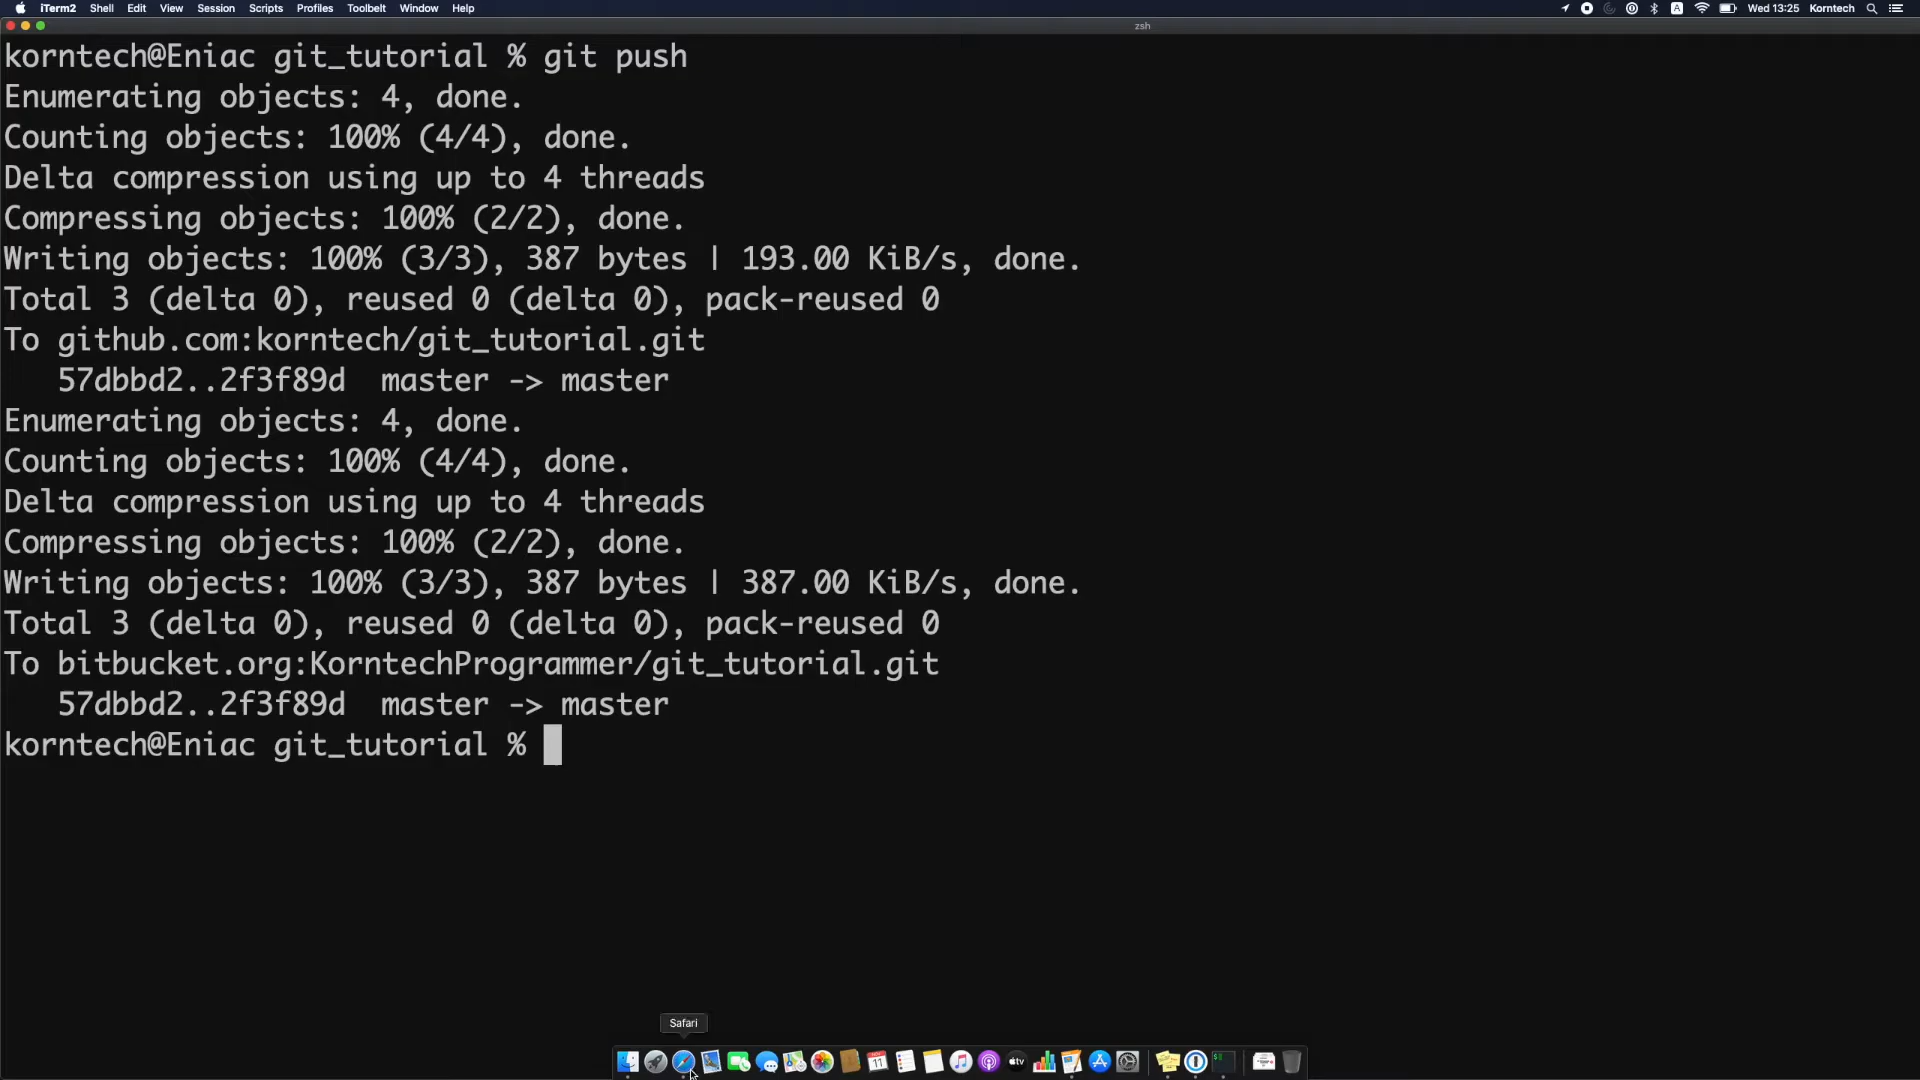 iTerm2 Shell Edit View Session Scripts Profiles Toolbelt Window Help A Wed 13:25 Korntech
zsh
korntech@Eniac git_tutorial % git push
Enumerating objects: 4, done.
Counting objects: 100% (4/4), done.
Delta compression using up to 4 threads
Compressing objects: 100% (2/2), done.
Writing objects: 100% (3/3), 387 bytes | 193.00 KiB/s, done.
Total 3 (delta 0), reused 0 (delta 0), pack-reused 0
To github.com:korntech/git_tutorial.git
   57dbbd2..2f3f89d  master -> master
Enumerating objects: 4, done.
Counting objects: 100% (4/4), done.
Delta compression using up to 4 threads
Compressing objects: 100% (2/2), done.
Writing objects: 100% (3/3), 387 bytes | 387.00 KiB/s, done.
Total 3 (delta 0), reused 0 (delta 0), pack-reused 0
To bitbucket.org:KorntechProgrammer/git_tutorial.git
   57dbbd2..2f3f89d  master -> master
korntech@Eniac git_tutorial %
Safari
11 tv